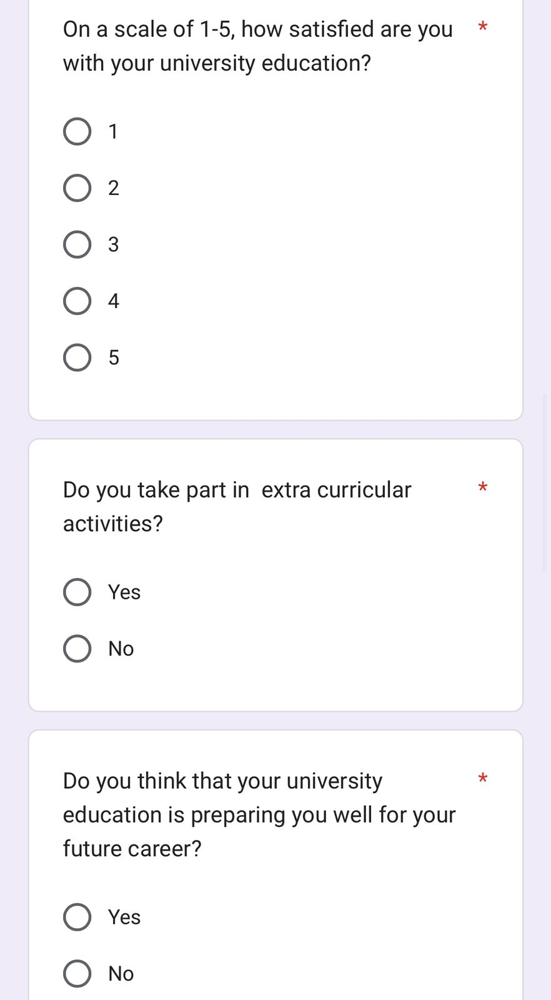 On a scale of 1-5, how satisfied are you *
with your university education?
1
2
3
4
5
Do you take part in  extra curricular *
activities?
Yes
No
Do you think that your university *
education is preparing you well for your
future career?
Yes
No